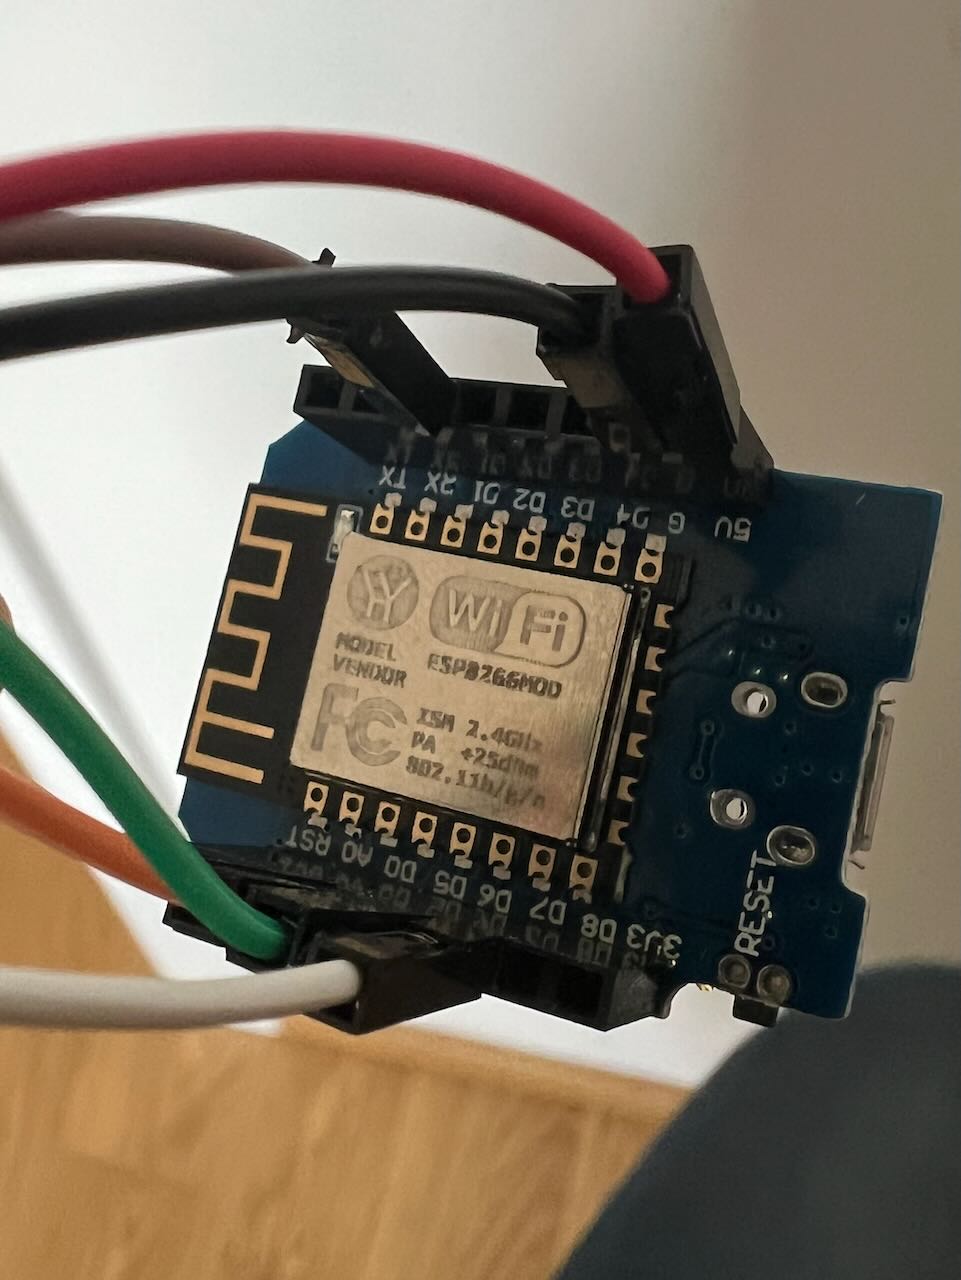 TX
RX
D1
D2
D3
D4
G
5V
WiFi
MODEL
VENDOR
ESP8266MOD
FC
ISM 2.4GHz
PA +25dBm
802.11b/g/n
RST
A0
D0
D5
D6
D7
D8
3V3
RESET